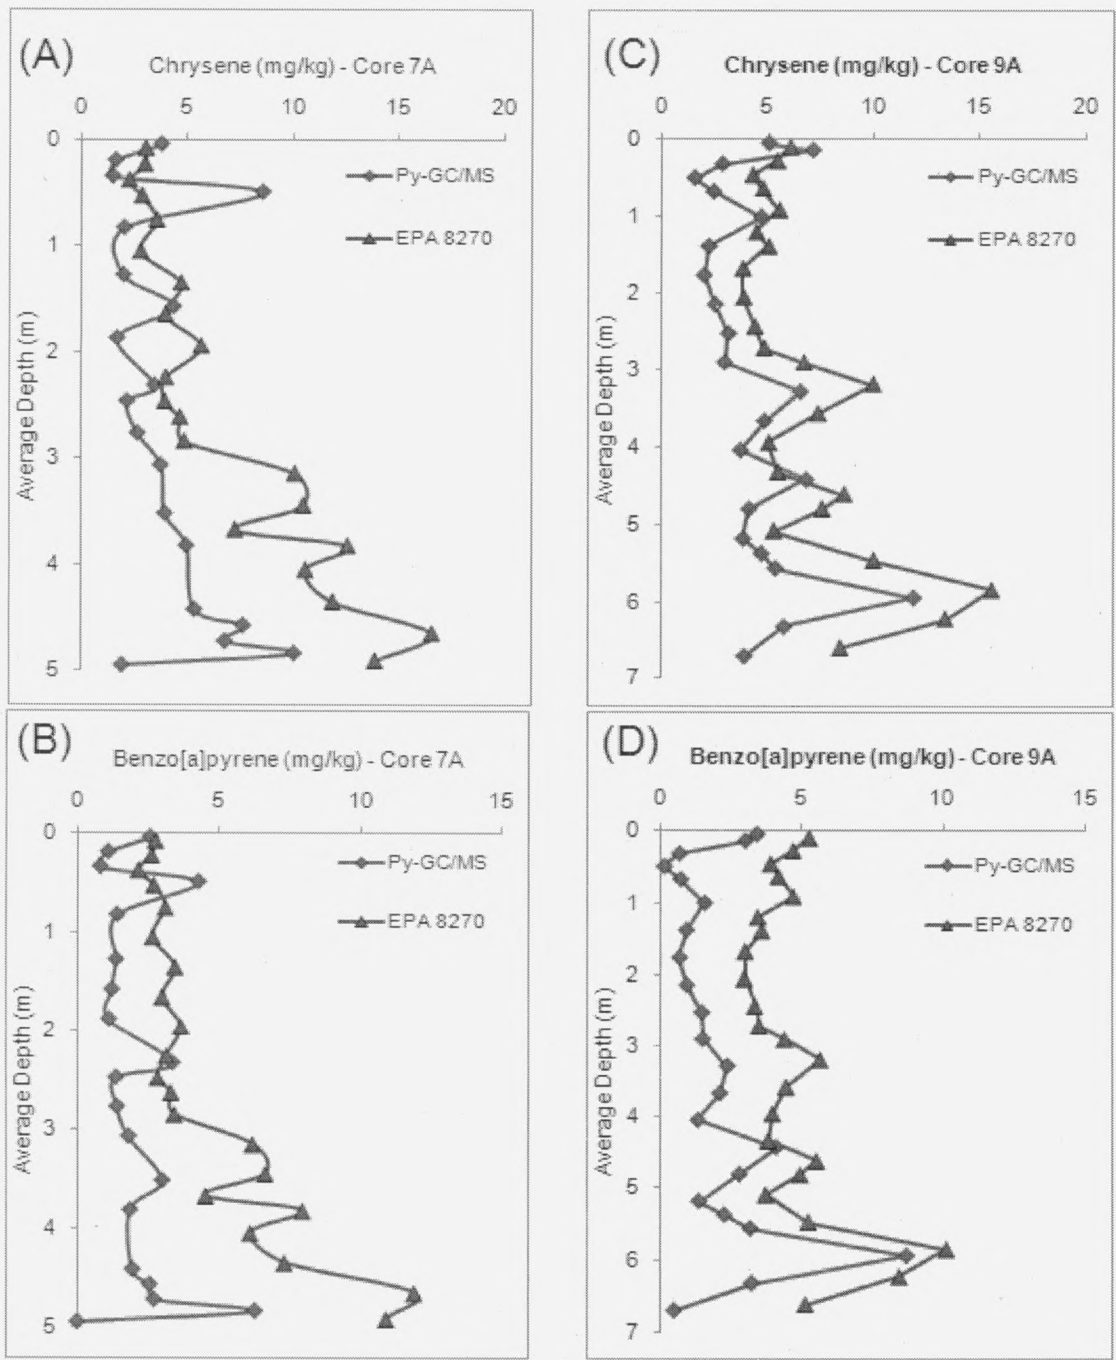 (A)
Chrysene (mg/kg) - Core 7A
0 5 10 15 20
0
1
2
3
4
5
Average Depth (m)
Py-GC/MS
EPA 8270
(C)
Chrysene (mg/kg) - Core 9A
0 5 10 15 20
0
1
2
3
4
5
6
7
Average Depth (m)
Py-GC/MS
EPA 8270
(B)
Benzo[a]pyrene (mg/kg) - Core 7A
0 5 10 15
0
1
2
3
4
5
Average Depth (m)
Py-GC/MS
EPA 8270
(D)
Benzo[a]pyrene (mg/kg) - Core 9A
0 5 10 15
0
1
2
3
4
5
6
7
Average Depth (m)
Py-GC/MS
EPA 8270